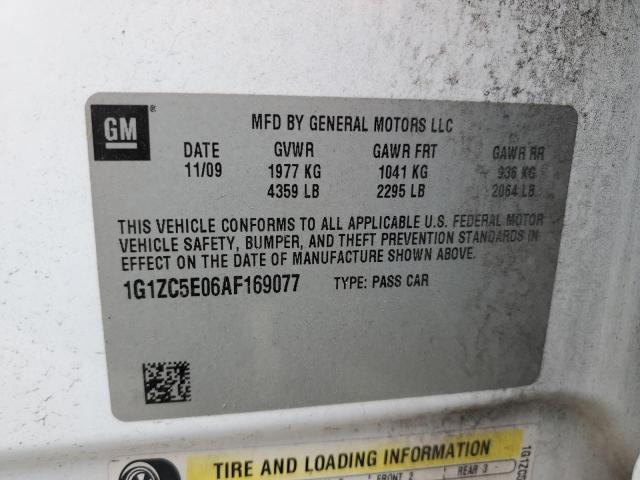 GM
®
MFD BY GENERAL MOTORS LLC
DATE GVWR GAWR FRT GAWR RR
11/09 1977 KG 1041 KG 936 KG
4359 LB 2295 LB 2064 LB
THIS VEHICLE CONFORMS TO ALL APPLICABLE U.S. FEDERAL MOTOR
VEHICLE SAFETY, BUMPER, AND THEFT PREVENTION STANDARDS IN
EFFECT ON THE DATE OF MANUFACTURE SHOWN ABOVE.
1G1ZC5E06AF169077 TYPE: PASS CAR
TIRE AND LOADING INFORMATION
FRONT 2 REAR 3
1G1ZC5